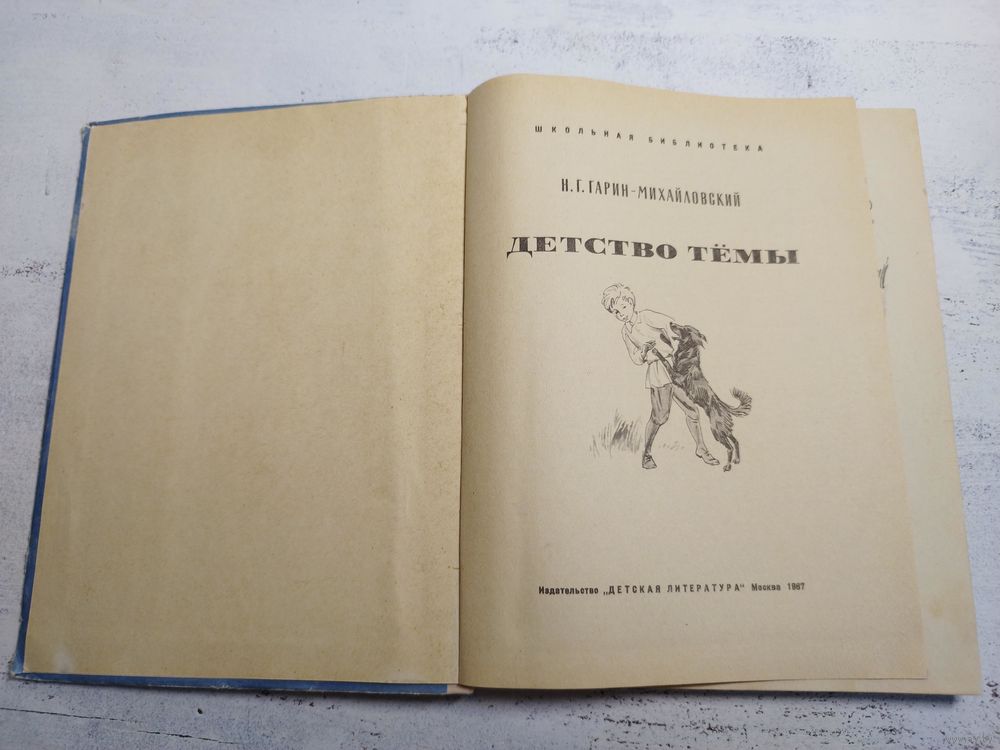 ШКОЛЬНАЯ БИБЛИОТЕКА
Н. Г. ГАРИН-МИХАЙЛОВСКИЙ
ДЕТСТВО ТЁМЫ
Издательство „ДЕТСКАЯ ЛИТЕРАТУРА" Москва 1967